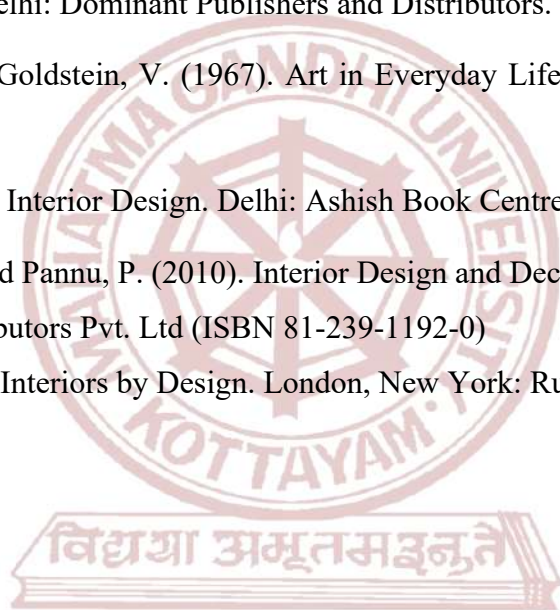 elhi: Dominant Publishers and Distributors.
Goldstein, V. (1967). Art in Everyday Life
Interior Design. Delhi: Ashish Book Centre
d Pannu, P. (2010). Interior Design and Dec
butors Pvt. Ltd (ISBN 81-239-1192-0)
Interiors by Design. London, New York: Ru
MAHATMA GANDHI UNIVERSITY
KOTTAYAM
विद्यया अमृतमश्नुते